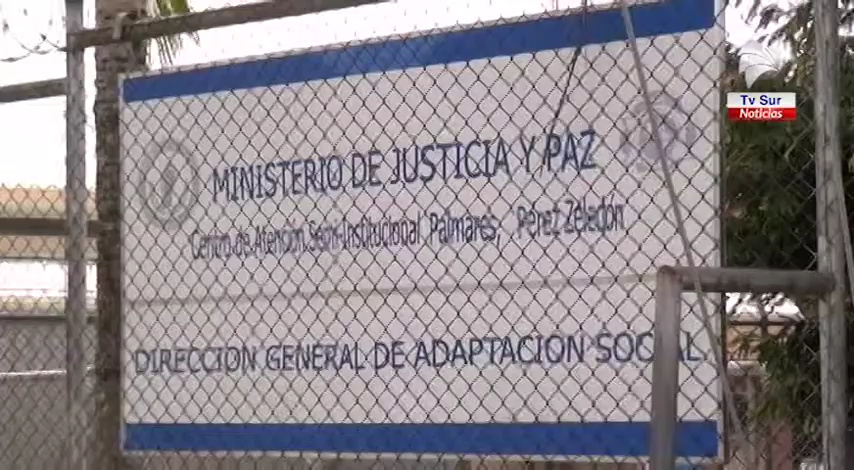 Tv Sur
Noticias
MINISTERIO DE JUSTICIA Y PAZ
Centro de Atención Semi-Institucional Palmares, Pérez Zeledón
DIRECCION GENERAL DE ADAPTACION SOCIAL